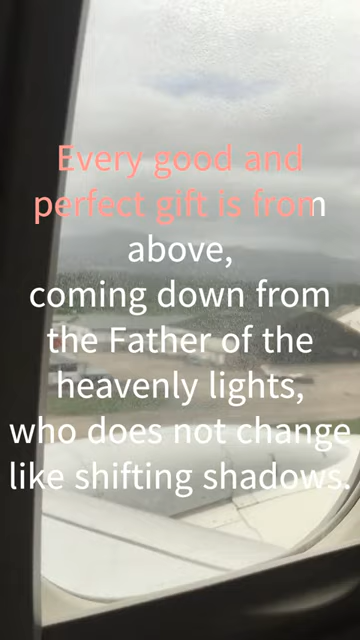 Every good and
perfect gift is from
above,
coming down from
the Father of the
heavenly lights,
who does not change
like shifting shadows.